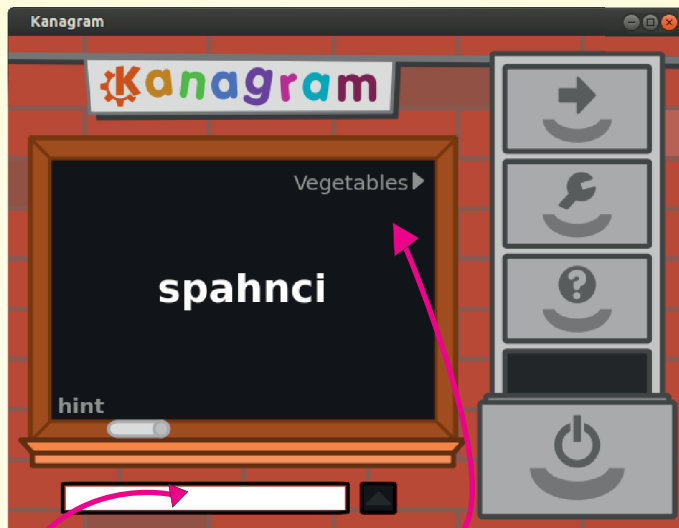 Kanagram
Kanagram
Vegetables
spahnci
hint